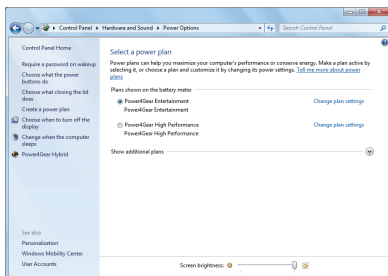 Control Panel ▸ Hardware and Sound ▸ Power Options
Search Control Panel
Control Panel Home
Require a password on wakeup
Choose what the power
buttons do
Choose what closing the lid
does
Create a power plan
Choose when to turn off the
display
Change when the computer
sleeps
Power4Gear Hybrid
See also
Personalization
Windows Mobility Center
User Accounts
Select a power plan
Power plans can help you maximize your computer's performance or conserve energy. Make a plan active by
selecting it, or choose a plan and customize it by changing its power settings. Tell me more about power
plans
Plans shown on the battery meter
Power4Gear Entertainment
Change plan settings
Power4Gear Entertainment
Power4Gear High Performance
Change plan settings
Power4Gear High Performance
Show additional plans
Screen brightness: